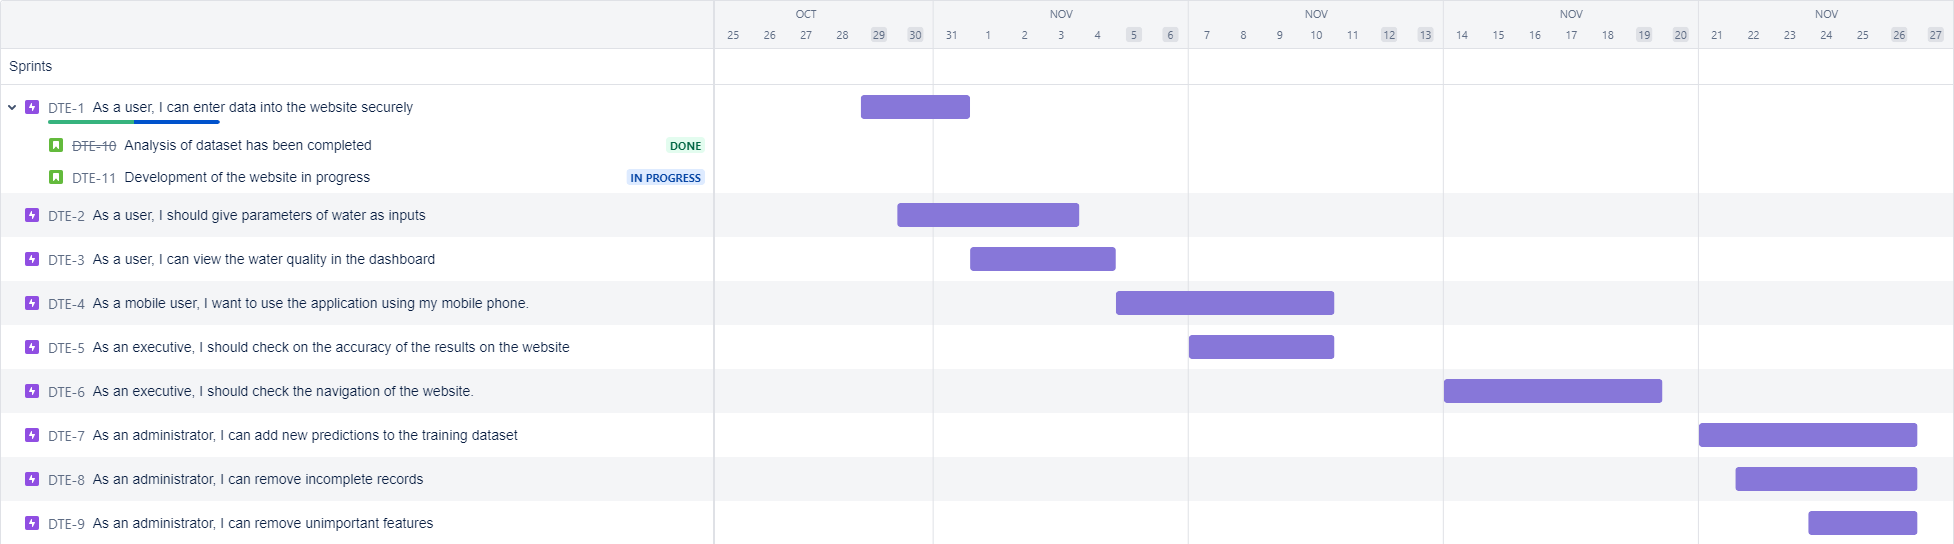 OCT NOV NOV NOV NOV
25 26 27 28 29 30 31 1 2 3 4 5 6 7 8 9 10 11 12 13 14 15 16 17 18 19 20 21 22 23 24 25 26 27
Sprints
DTE-1 As a user, I can enter data into the website securely
DTE-10 Analysis of dataset has been completed DONE
DTE-11 Development of the website in progress IN PROGRESS
DTE-2 As a user, I should give parameters of water as inputs
DTE-3 As a user, I can view the water quality in the dashboard
DTE-4 As a mobile user, I want to use the application using my mobile phone.
DTE-5 As an executive, I should check on the accuracy of the results on the website
DTE-6 As an executive, I should check the navigation of the website.
DTE-7 As an administrator, I can add new predictions to the training dataset
DTE-8 As an administrator, I can remove incomplete records
DTE-9 As an administrator, I can remove unimportant features